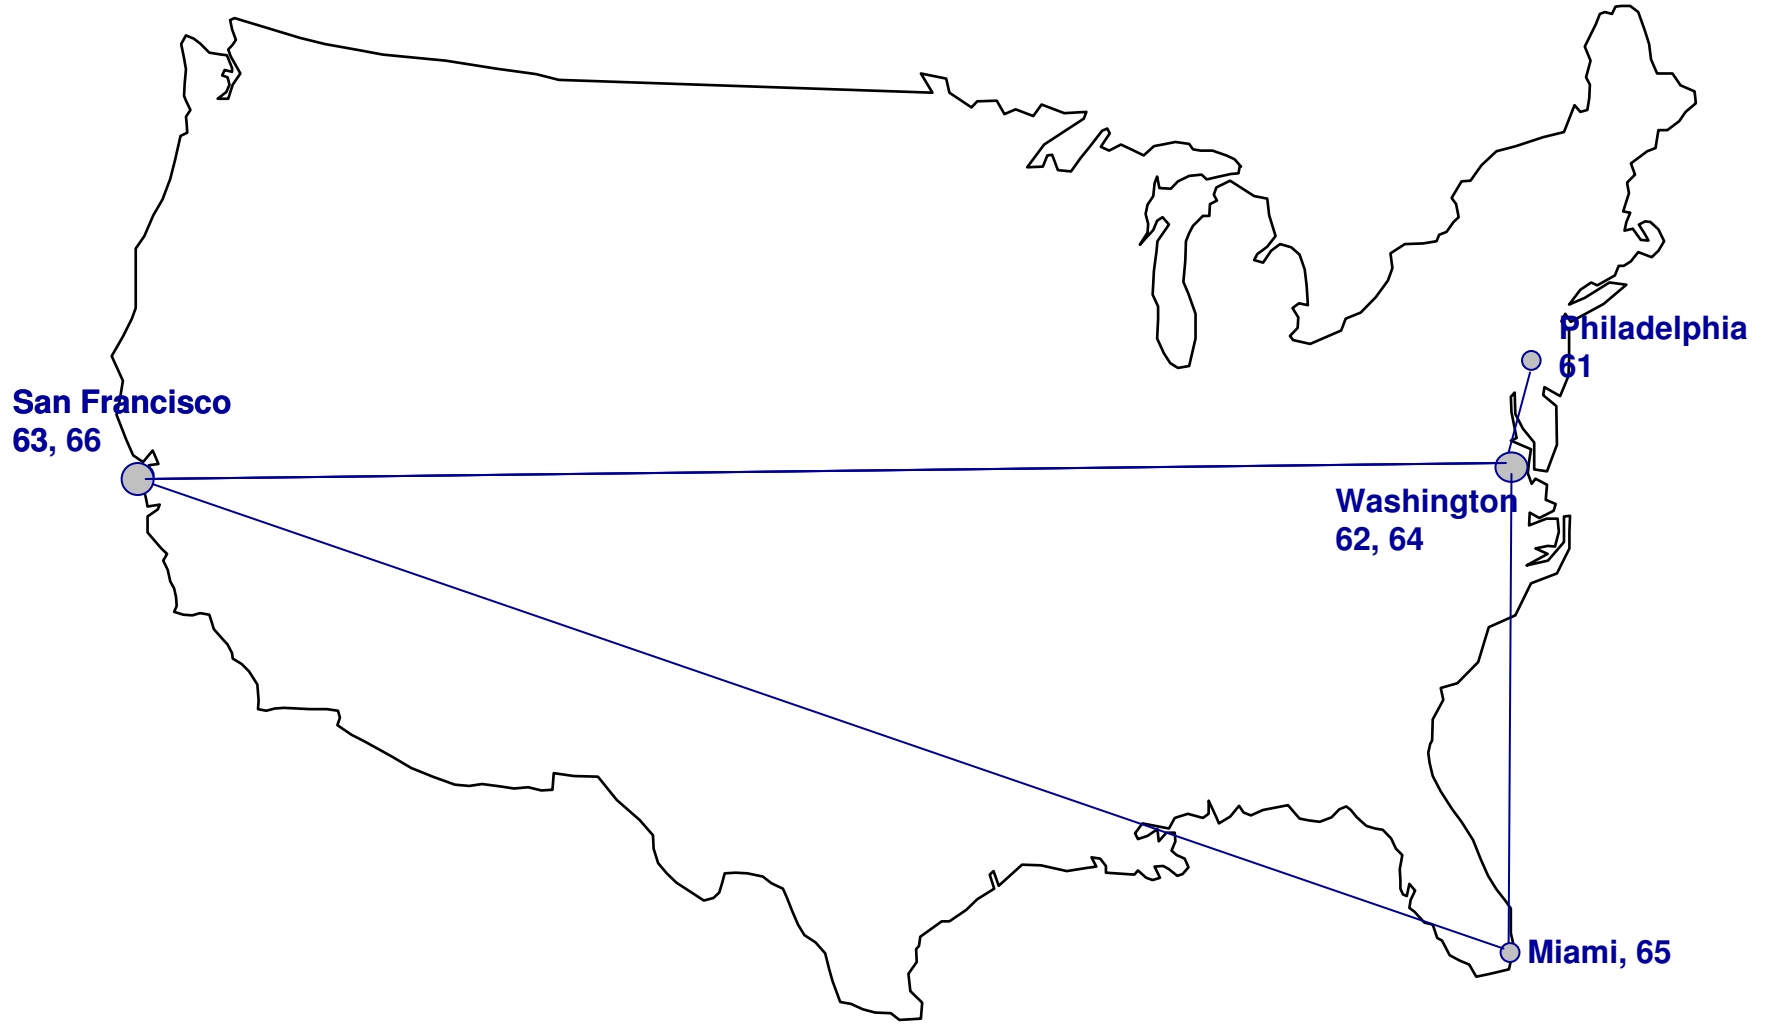 Philadelphia
61
San Francisco
63, 66
Washington
62, 64
Miami, 65